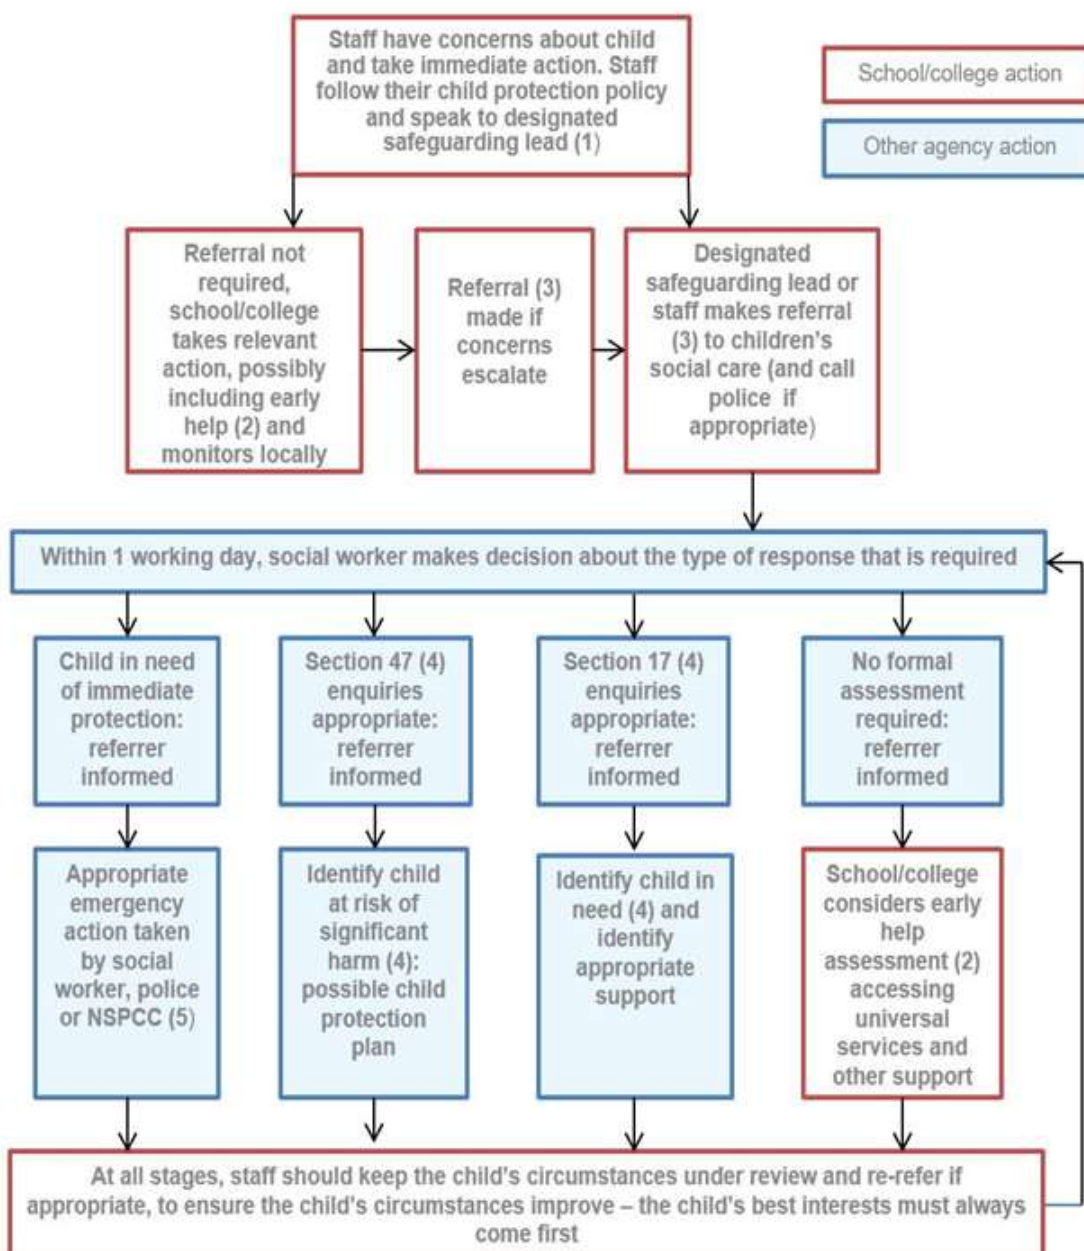 Staff have concerns about child
and take immediate action. Staff
follow their child protection policy
and speak to designated
safeguarding lead (1)
School/college action
Other agency action
Referral not
required,
school/college
takes relevant
action, possibly
including early
help (2) and
monitors locally
Referral (3)
made if
concerns
escalate
Designated
safeguarding lead or
staff makes referral
(3) to children's
social care (and call
police if
appropriate)
Within 1 working day, social worker makes decision about the type of response that is required
Child in need
of immediate
protection:
referrer
informed
Section 47 (4)
enquiries
appropriate:
referrer
informed
Section 17 (4)
enquiries
appropriate:
referrer
informed
No formal
assessment
required:
referrer
informed
Appropriate
emergency
action taken
by social
worker, police
or NSPCC (5)
Identify child
at risk of
significant
harm (4):
possible child
protection
plan
Identify child in
need (4) and
identify
appropriate
support
School/college
considers early
help
assessment (2)
accessing
universal
services and
other support
At all stages, staff should keep the child's circumstances under review and re-refer if
appropriate, to ensure the child's circumstances improve – the child's best interests must always
come first